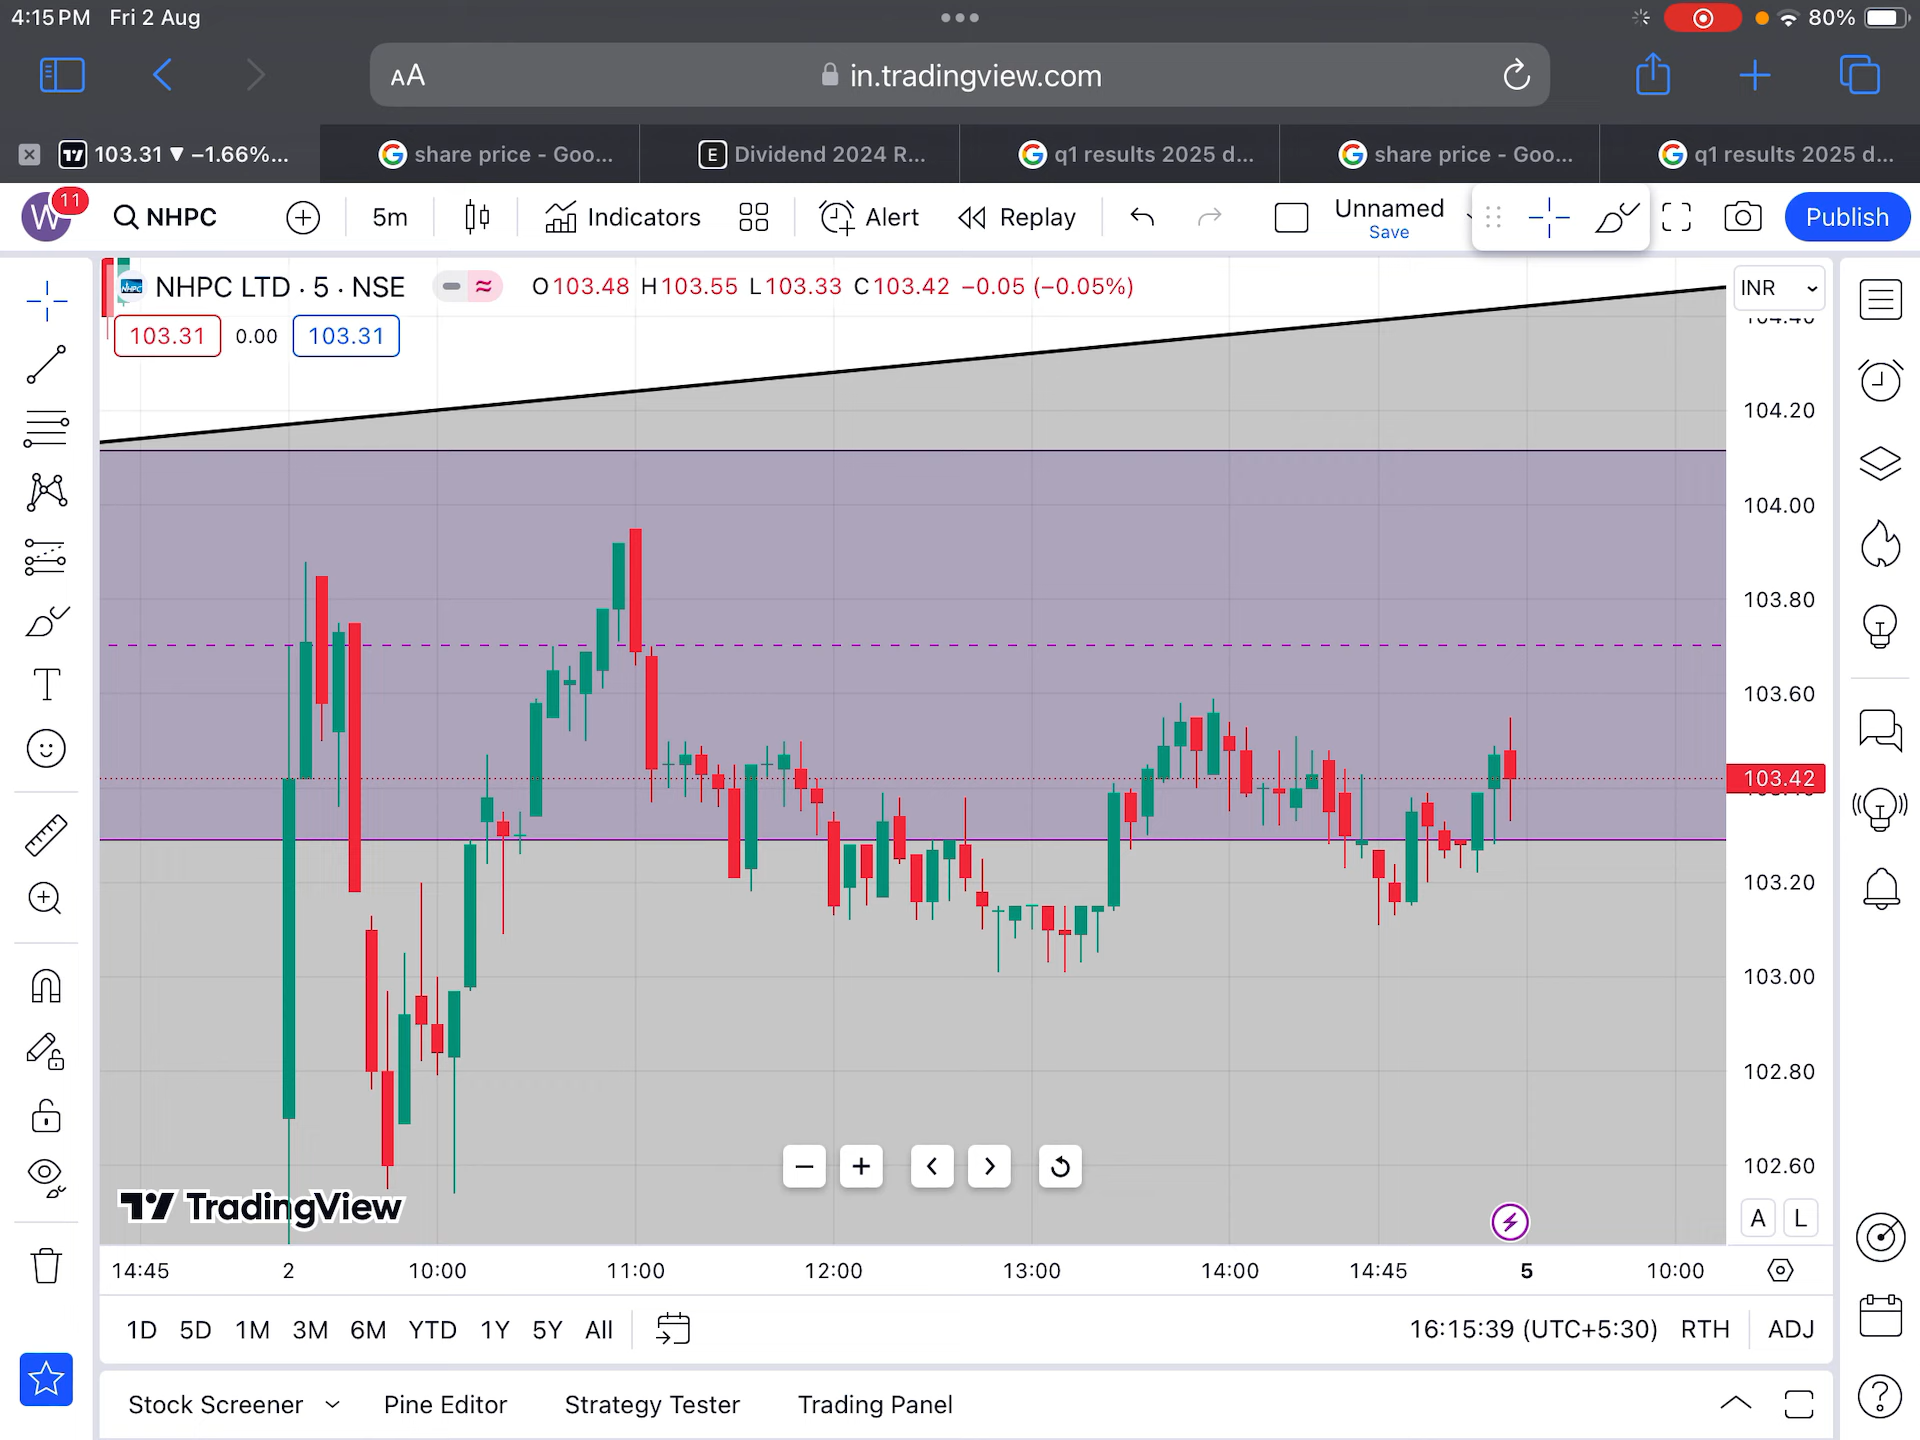 4:15 PM Fri 2 Aug
80%
AA
in.tradingview.com
103.31 ▼ −1.66%...
share price - Goo...
Dividend 2024 R...
q1 results 2025 d...
share price - Goo...
q1 results 2025 d...
W 11
NHPC
5m
Indicators
Alert
Replay
Unnamed
Save
Publish
NHPC LTD · 5 · NSE
O103.48 H103.55 L103.33 C103.42 −0.05 (−0.05%)
INR
103.31 0.00 103.31
104.40
104.20
104.00
103.80
103.60
103.42
103.20
103.00
102.80
102.60
TradingView
A L
14:45 2 10:00 11:00 12:00 13:00 14:00 14:45 5 10:00
1D 5D 1M 3M 6M YTD 1Y 5Y All
16:15:39 (UTC+5:30) RTH ADJ
Stock Screener Pine Editor Strategy Tester Trading Panel